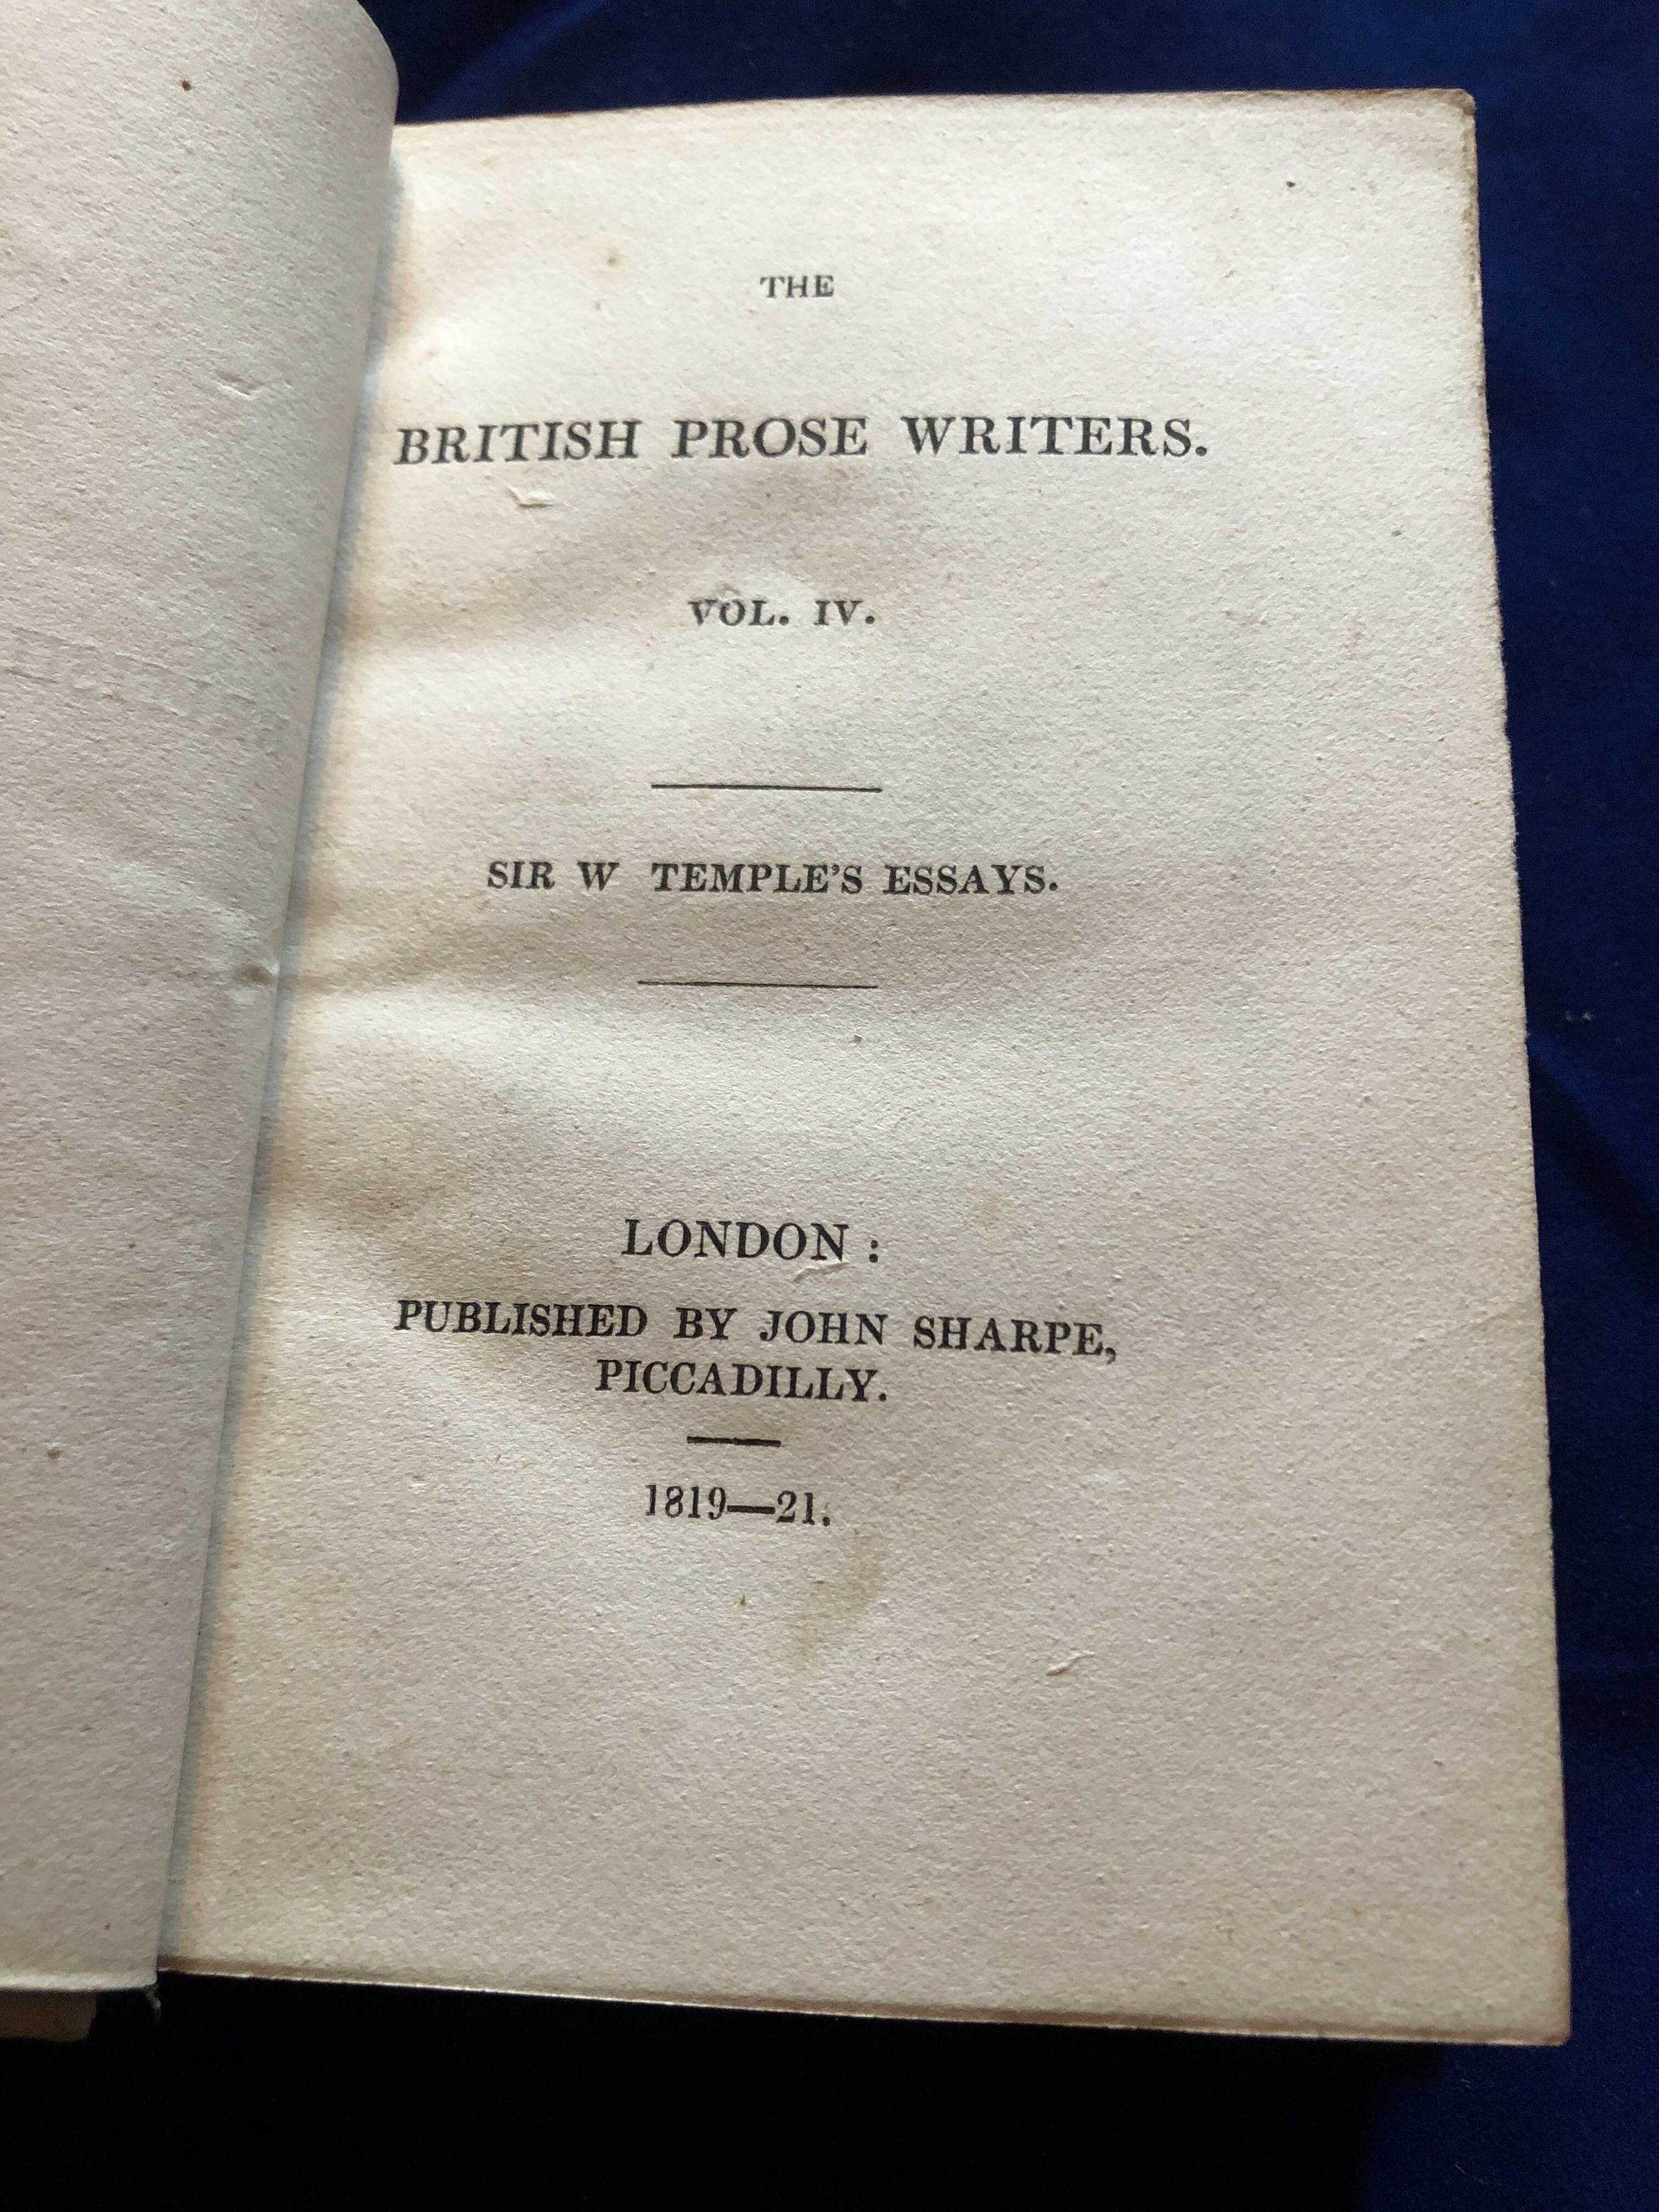 THE
BRITISH PROSE WRITERS.
VOL. IV.
SIR W TEMPLE'S ESSAYS.
LONDON:
PUBLISHED BY JOHN SHARPE,
PICCADILLY.
1819—21.